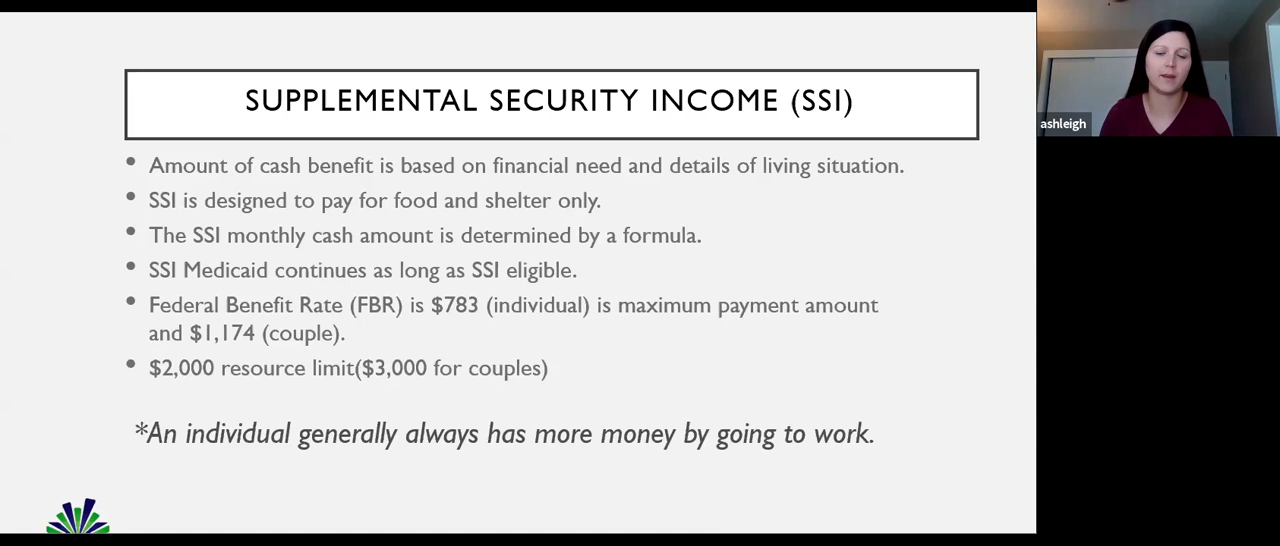 SUPPLEMENTAL SECURITY INCOME (SSI)
• Amount of cash benefit is based on financial need and details of living situation.
• SSI is designed to pay for food and shelter only.
• The SSI monthly cash amount is determined by a formula.
• SSI Medicaid continues as long as SSI eligible.
• Federal Benefit Rate (FBR) is $783 (individual) is maximum payment amount
and $1,174 (couple).
• $2,000 resource limit($3,000 for couples)
*An individual generally always has more money by going to work.
ashleigh